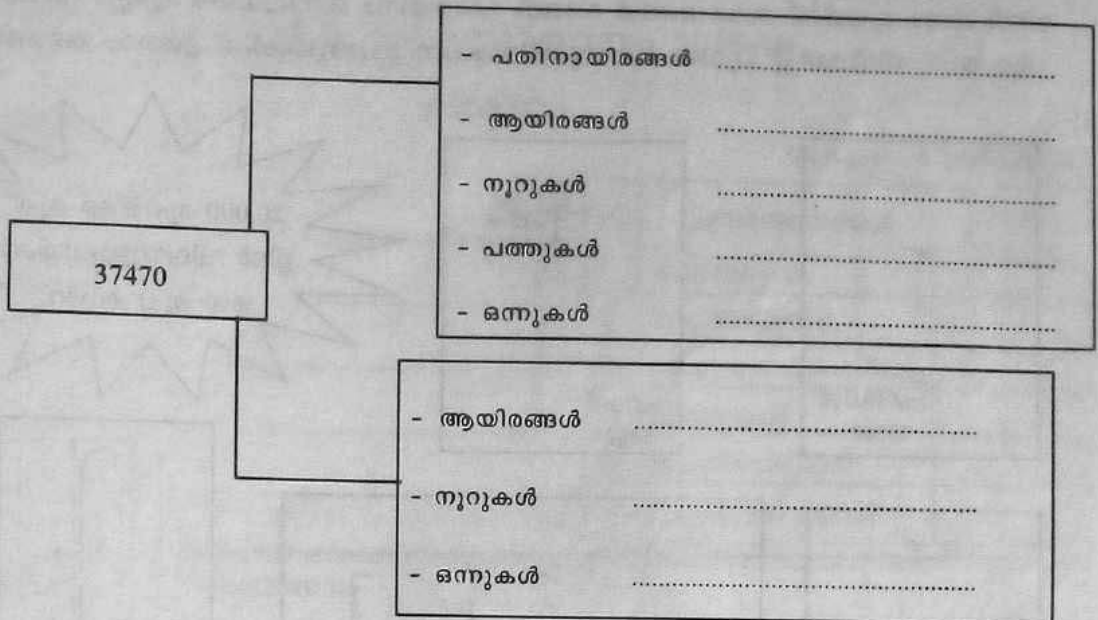 37470
- പതിനായിരങ്ങൾ ........................
- ആയിരങ്ങൾ ........................
- നൂറുകൾ ........................
- പത്തുകൾ ........................
- ഒന്നുകൾ ........................
- ആയിരങ്ങൾ ........................
- നൂറുകൾ ........................
- ഒന്നുകൾ ........................